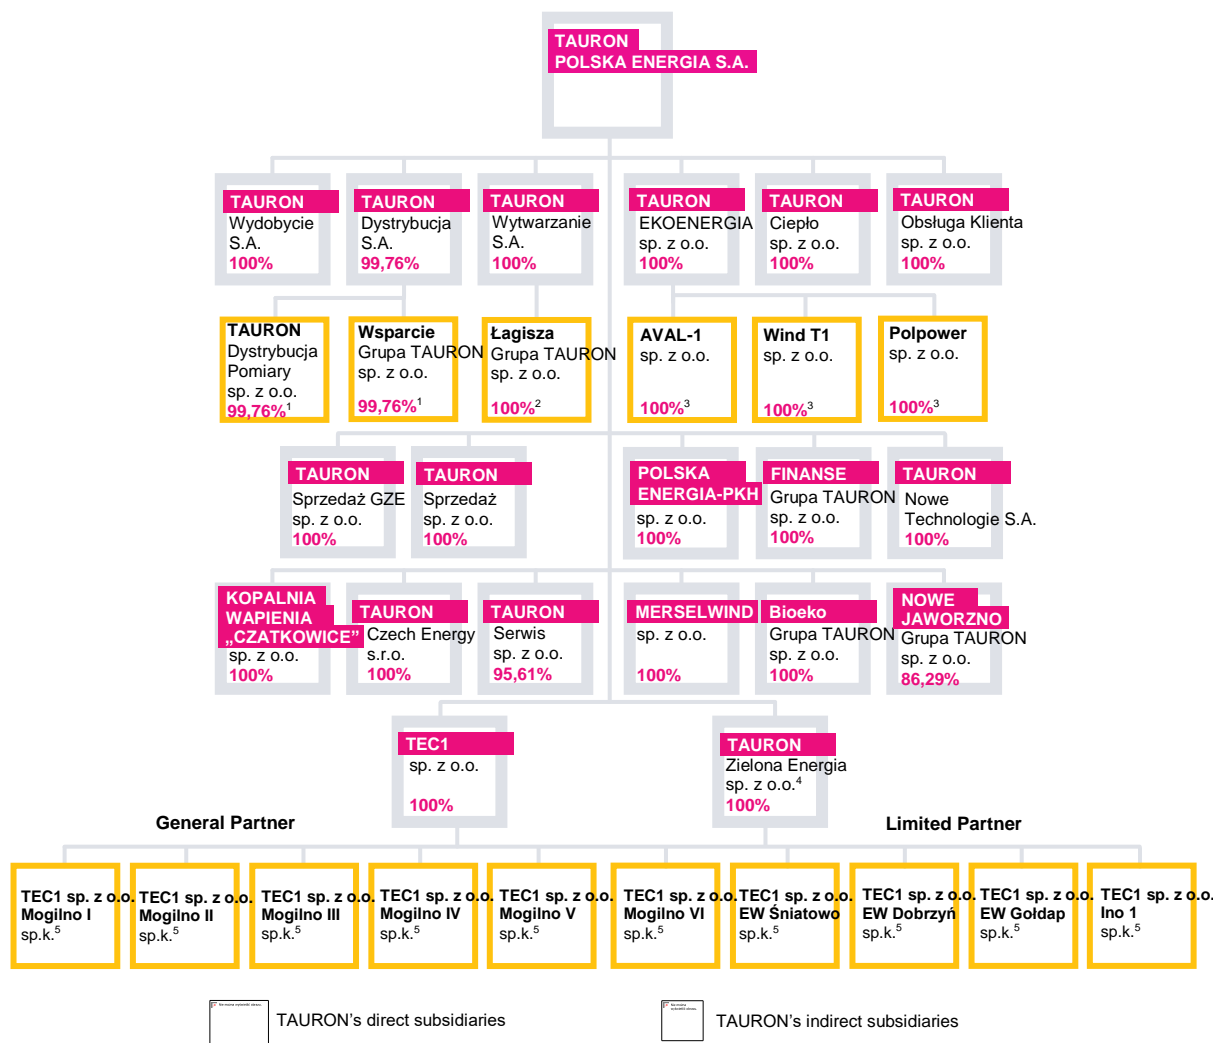 TAURON
POLSKA ENERGIA S.A.
TAURON
Wydobycie
S.A.
100%
TAURON
Dystrybucja
S.A.
99,76%
TAURON
Wytwarzanie
S.A.
100%
TAURON
EKOENERGIA
sp. z o.o.
100%
TAURON
Ciepło
sp. z o.o.
100%
TAURON
Obsługa Klienta
sp. z o.o.
100%
TAURON
Dystrybucja
Pomiary
sp. z o.o.
99,76%1
Wsparcie
Grupa TAURON
sp. z o.o.
99,76%1
Łagisza
Grupa TAURON
sp. z o.o.
100%2
AVAL-1
sp. z o.o.
100%3
Wind T1
sp. z o.o.
100%3
Polpower
sp. z o.o.
100%3
TAURON
Sprzedaż GZE
sp. z o.o.
100%
TAURON
Sprzedaż
sp. z o.o.
100%
POLSKA
ENERGIA-PKH
sp. z o.o.
100%
FINANSE
Grupa TAURON
sp. z o.o.
100%
TAURON
Nowe
Technologie S.A.
100%
KOPALNIA
WAPIENIA
„CZATKOWICE”
sp. z o.o.
100%
TAURON
Czech Energy
s.r.o.
100%
TAURON
Serwis
sp. z o.o.
95,61%
MERSELWIND
sp. z o.o.
100%
Bioeko
Grupa TAURON
sp. z o.o.
100%
NOWE
JAWORZNO
Grupa TAURON
sp. z o.o.
86,29%
TEC1
sp. z o.o.
100%
TAURON
Zielona Energia
sp. z o.o.4
100%
General Partner
Limited Partner
TEC1 sp. z o.o.
Mogilno I
sp.k.5
TEC1 sp. z o.o.
Mogilno II
sp.k.5
TEC1 sp. z o.o.
Mogilno III
sp.k.5
TEC1 sp. z o.o.
Mogilno IV
sp.k.5
TEC1 sp. z o.o.
Mogilno V
sp.k.5
TEC1 sp. z o.o.
Mogilno VI
sp.k.5
TEC1 sp. z o.o.
EW Śniatowo
sp.k.5
TEC1 sp. z o.o.
EW Dobrzyń
sp.k.5
TEC1 sp. z o.o.
EW Gołdap
sp.k.5
TEC1 sp. z o.o.
Ino 1
sp.k.5
TAURON's direct subsidiaries
TAURON's indirect subsidiaries